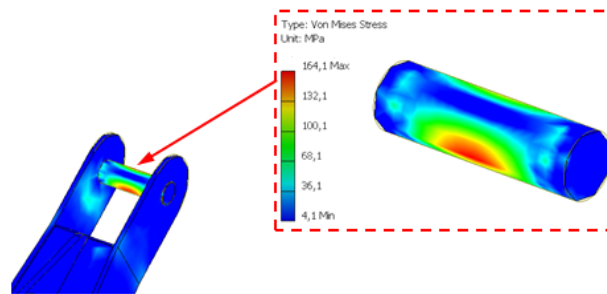 Type: Von Mises Stress
Unit: MPa
164,1 Max
132,1
100,1
68,1
36,1
4,1 Min